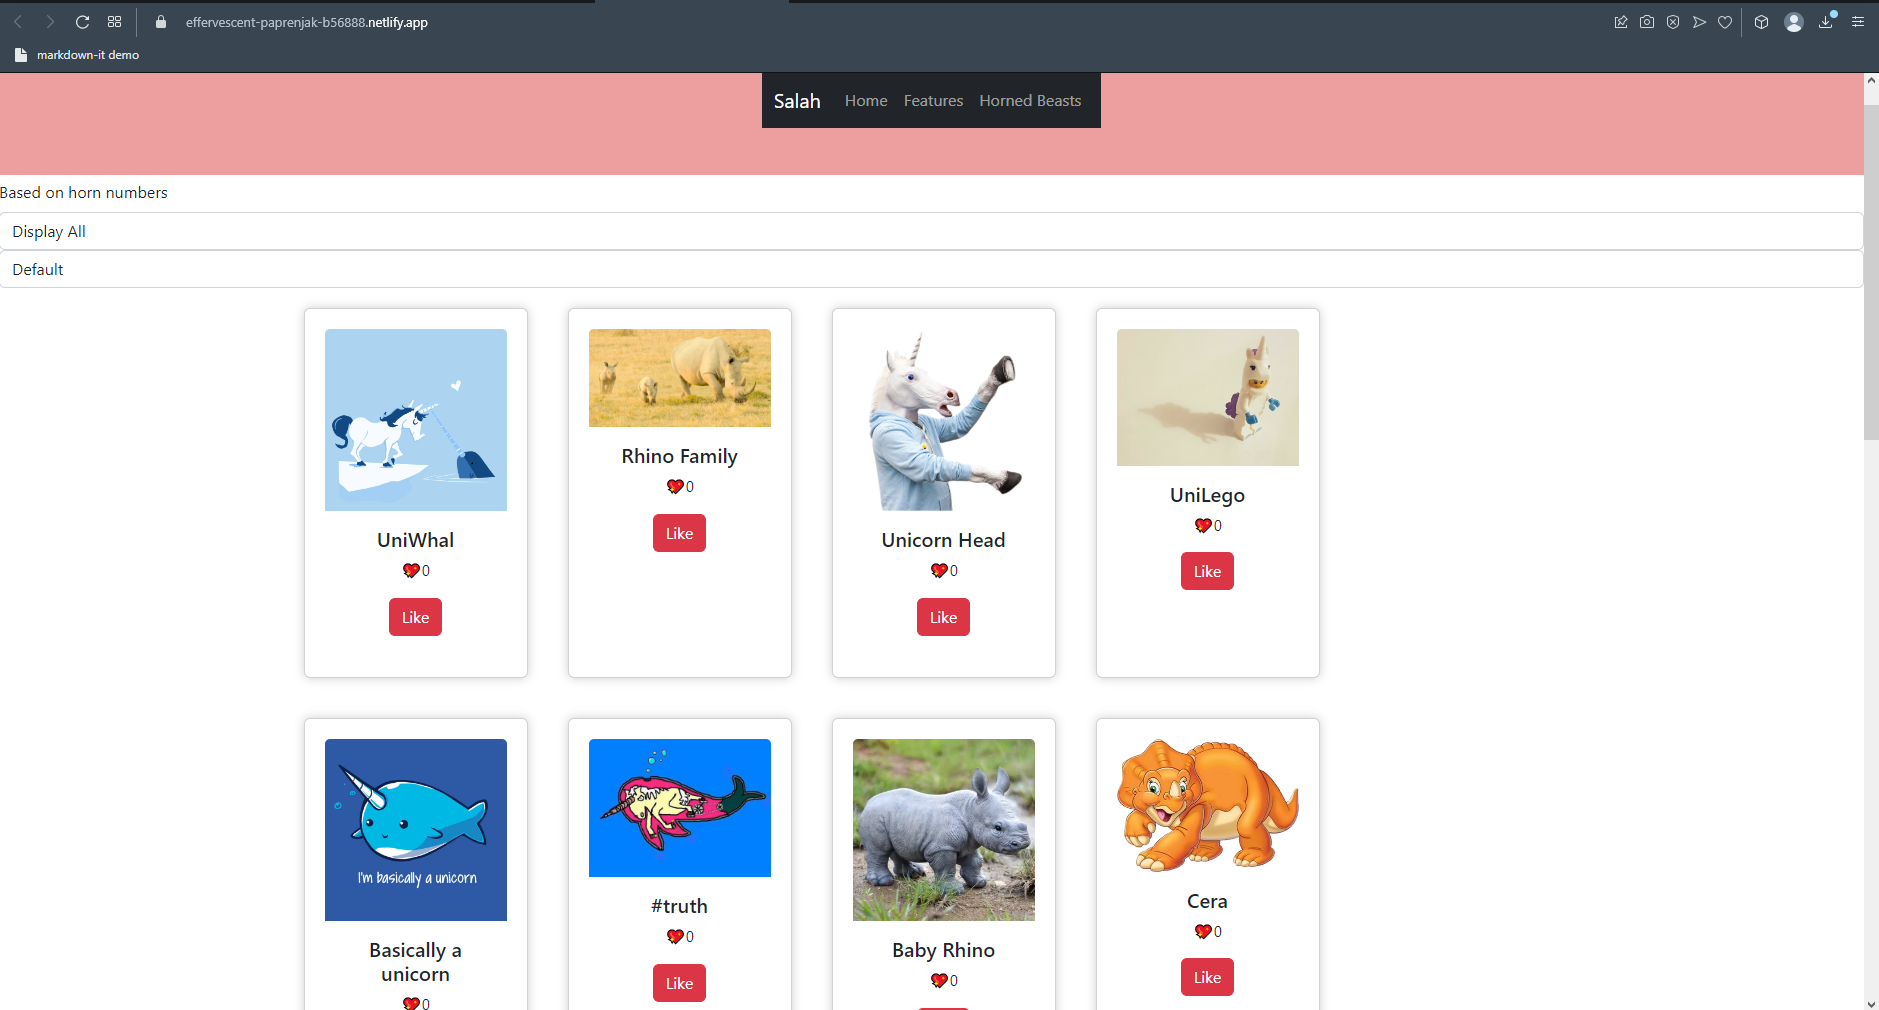 effervescent-paprenjak-b56888.netlify.app
markdown-it demo
Salah Home Features Horned Beasts
Based on horn numbers
Display All
Default
UniWhal
0
Like
Rhino Family
0
Like
Unicorn Head
0
Like
UniLego
0
Like
I'm basically a unicorn
Basically a
unicorn
0
#truth
0
Like
Baby Rhino
0
Cera
0
Like